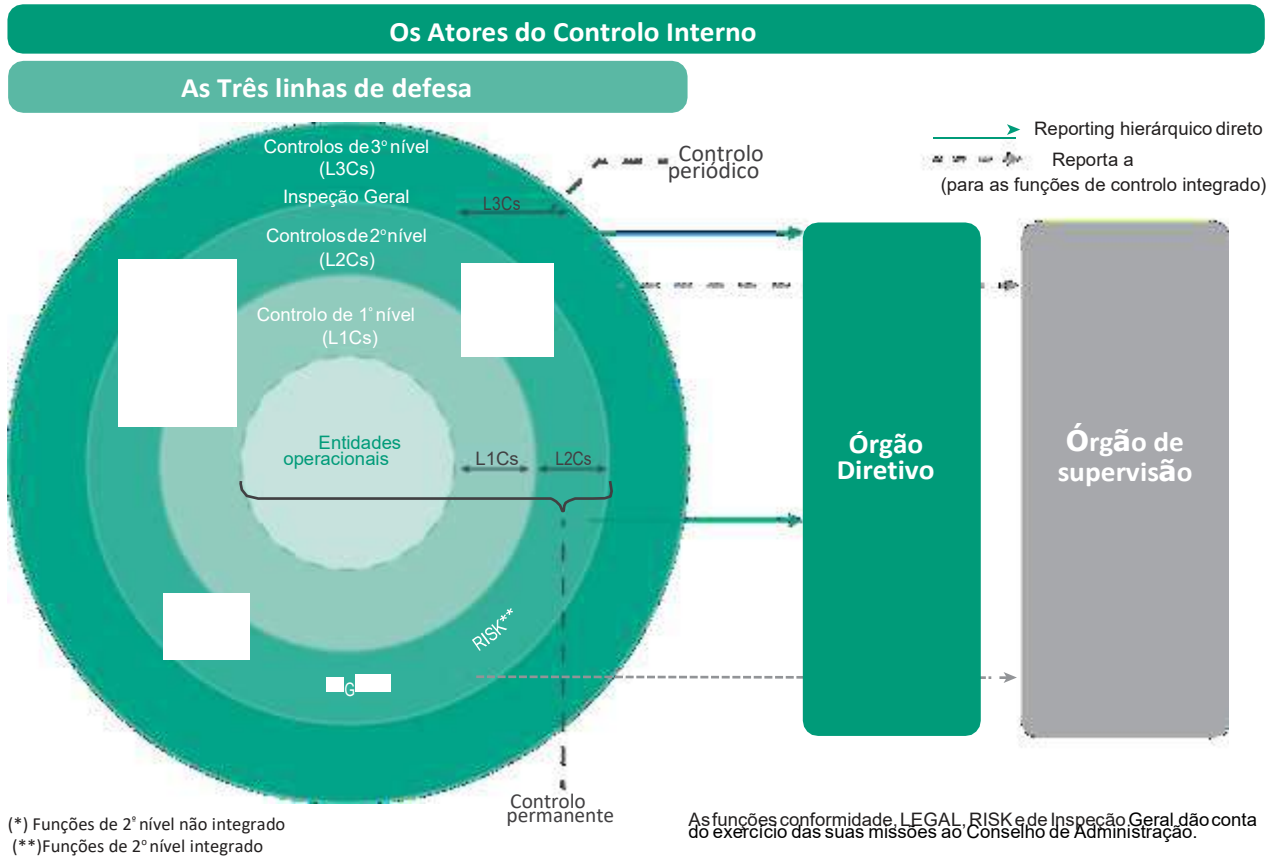 Os Atores do Controlo Interno
As Três linhas de defesa
Reporting hierárquico direto
Reporta a
(para as funções de controlo integrado)
Controlos de 3º nível
(L3Cs)
Inspeção Geral
Controlo
periódico
L3Cs
Controlos de 2º nível
(L2Cs)
Controlo de 1º nível
(L1Cs)
Entidades
operacionais
L1Cs
L2Cs
Órgão
Diretivo
Órgão de
supervisão
RISK**
G
Controlo
permanente
(*) Funções de 2º nível não integrado
(**)Funções de 2º nível integrado
As funções conformidade, LEGAL, RISK e de Inspeção Geral dão conta
do exercício das suas missões ao Conselho de Administração.